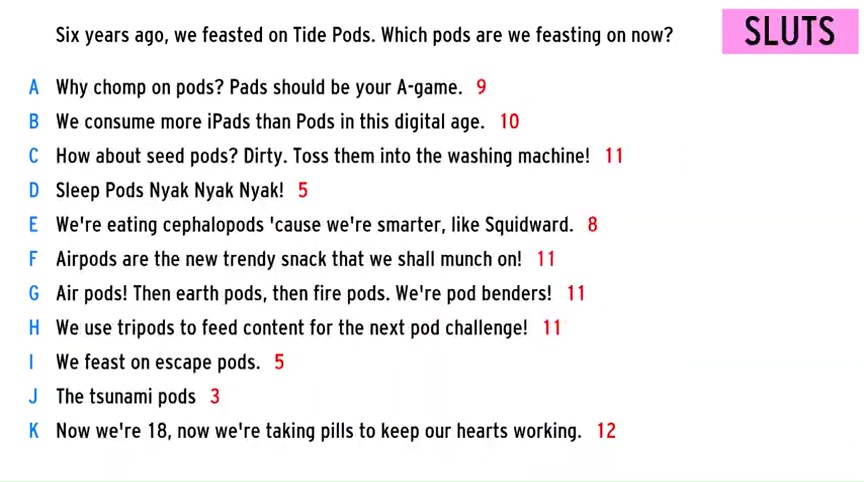 Six years ago, we feasted on Tide Pods. Which pods are we feasting on now?
SLUTS
A Why chomp on pods? Pads should be your A-game. 9
B We consume more iPads than Pods in this digital age. 10
C How about seed pods? Dirty. Toss them into the washing machine! 11
D Sleep Pods Nyak Nyak Nyak! 5
E We're eating cephalopods 'cause we're smarter, like Squidward. 8
F Airpods are the new trendy snack that we shall munch on! 11
G Air pods! Then earth pods, then fire pods. We're pod benders! 11
H We use tripods to feed content for the next pod challenge! 11
I We feast on escape pods. 5
J The tsunami pods 3
K Now we're 18, now we're taking pills to keep our hearts working. 12